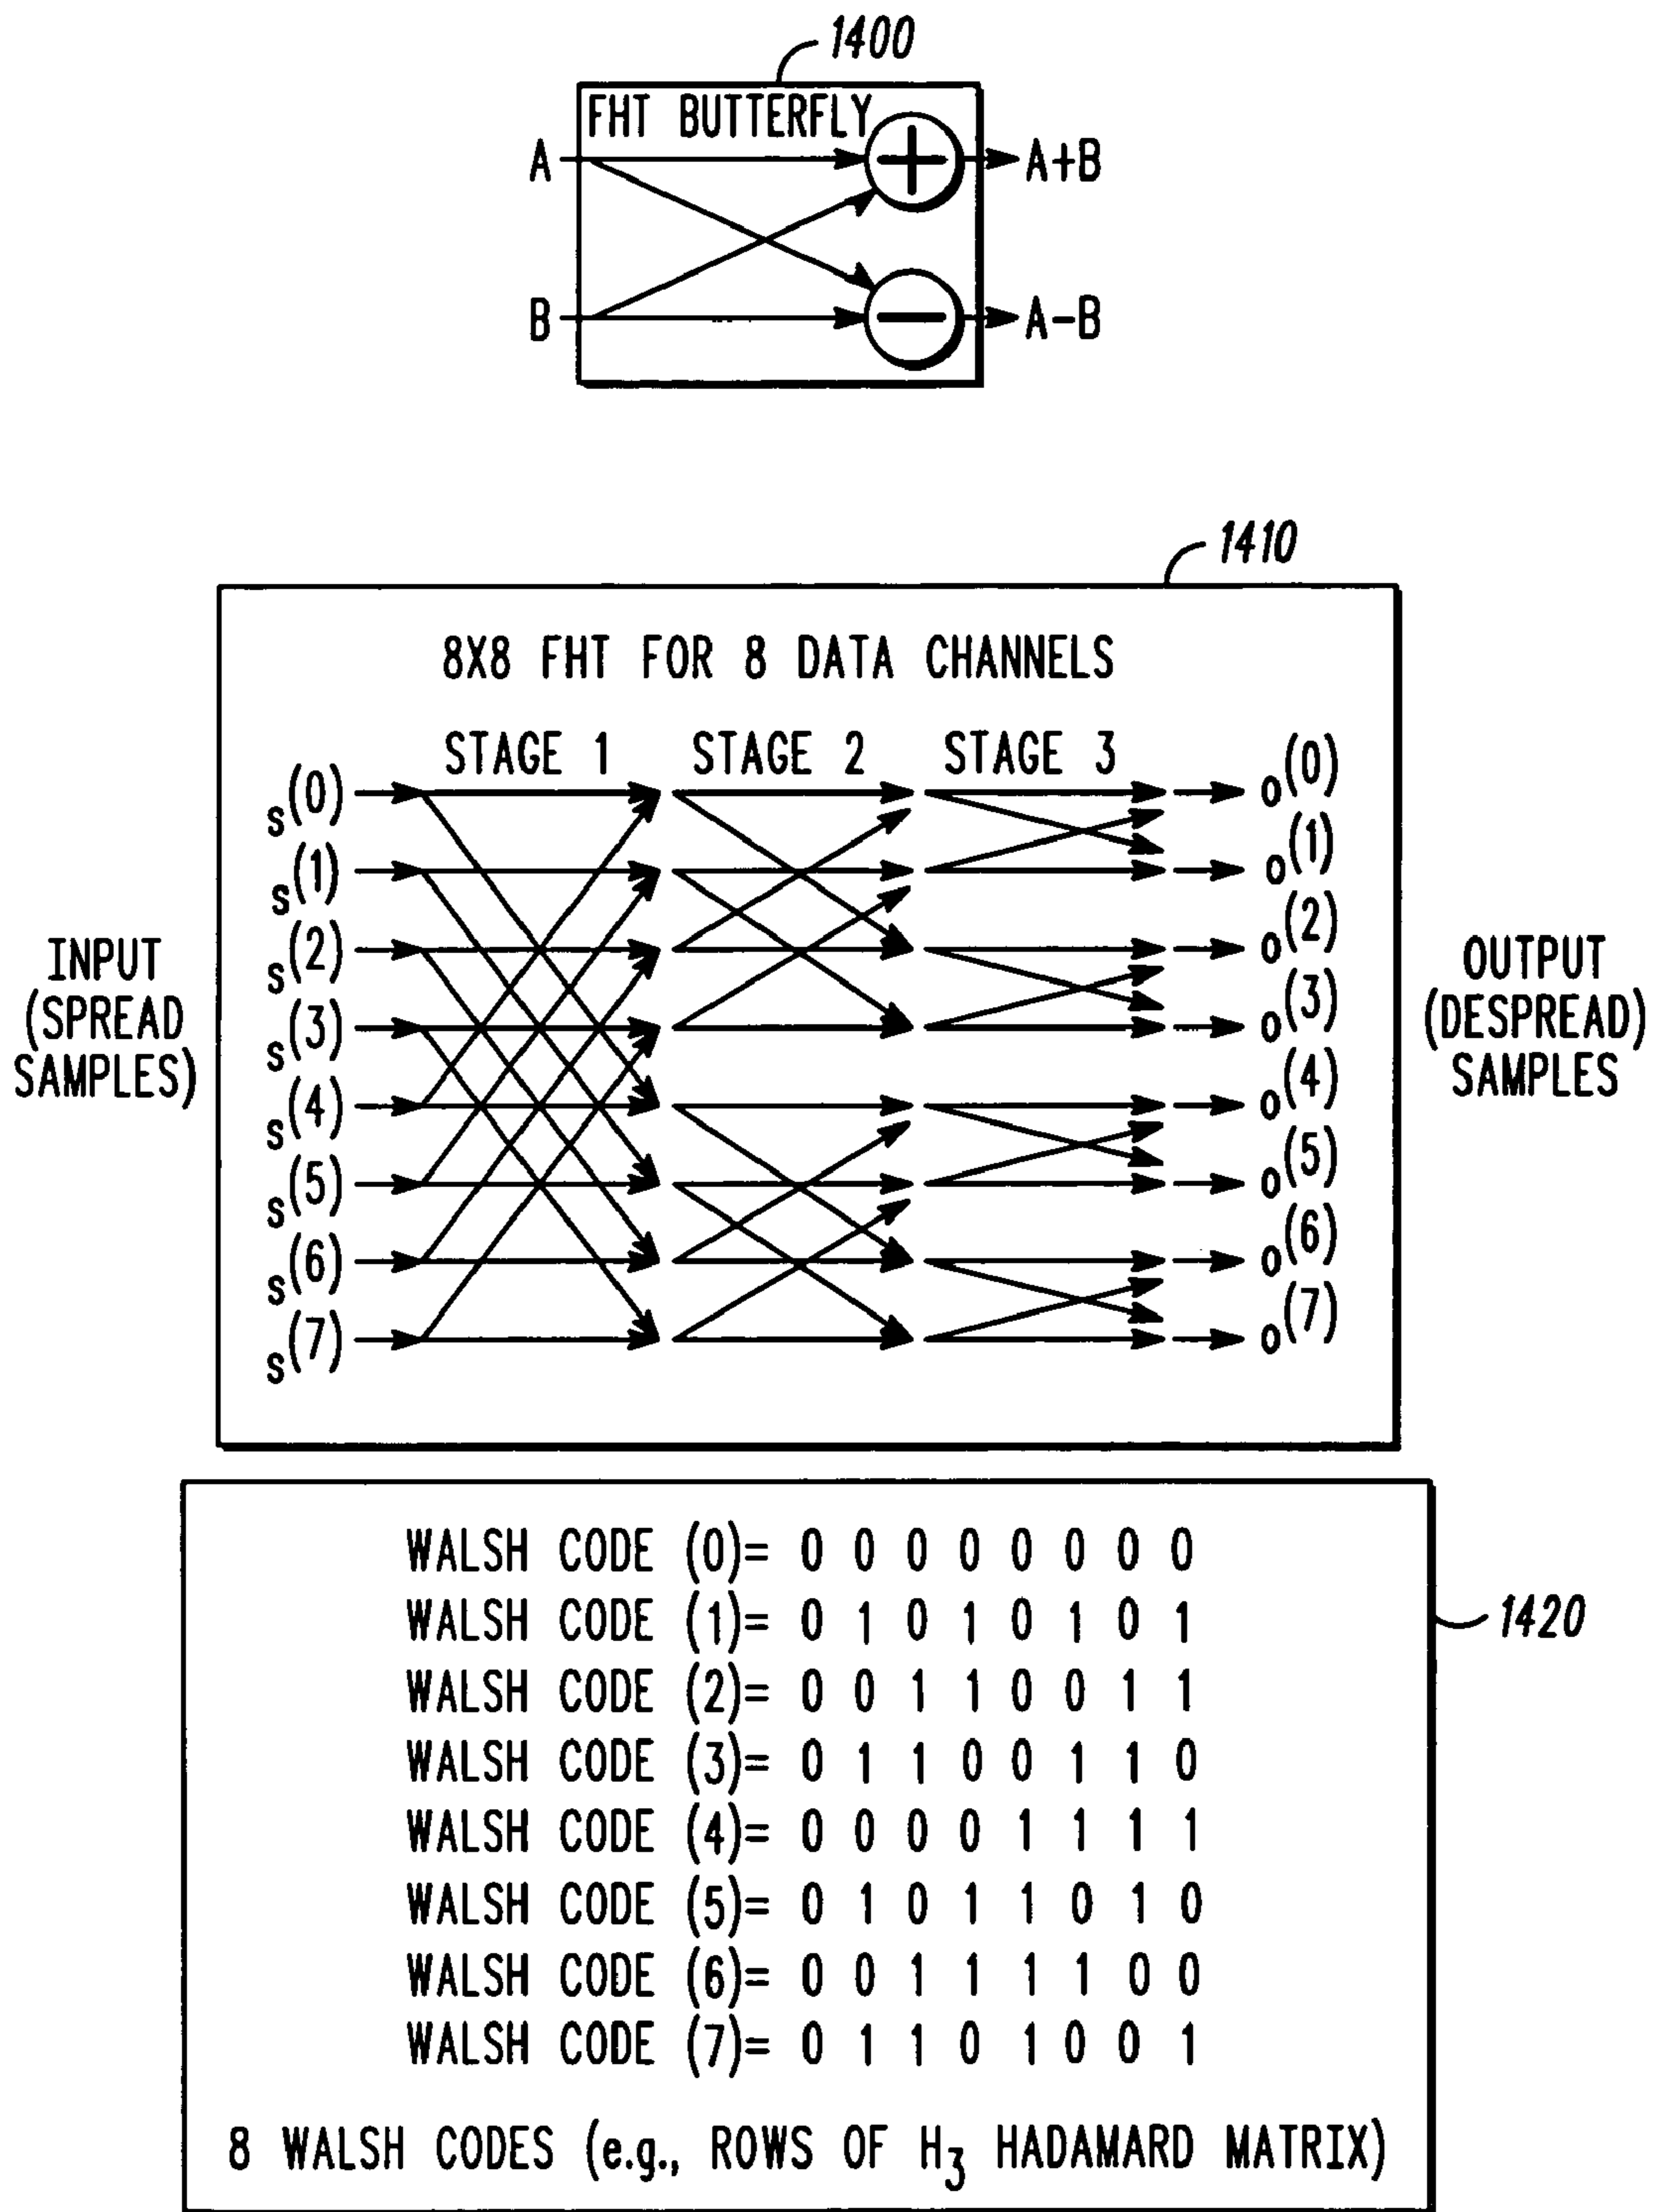 1400
FHT BUTTERFLY
A
A+B
B
A−B
1410
8X8 FHT FOR 8 DATA CHANNELS
STAGE 1 STAGE 2 STAGE 3
INPUT
(SPREAD
SAMPLES)
s(0)
s(1)
s(2)
s(3)
s(4)
s(5)
s(6)
s(7)
o(0)
o(1)
o(2)
o(3)
o(4)
o(5)
o(6)
o(7)
OUTPUT
(DESPREAD)
SAMPLES
WALSH CODE (0)= 0 0 0 0 0 0 0 0
WALSH CODE (1)= 0 1 0 1 0 1 0 1
WALSH CODE (2)= 0 0 1 1 0 0 1 1
WALSH CODE (3)= 0 1 1 0 0 1 1 0
WALSH CODE (4)= 0 0 0 0 1 1 1 1
WALSH CODE (5)= 0 1 0 1 1 0 1 0
WALSH CODE (6)= 0 0 1 1 1 1 0 0
WALSH CODE (7)= 0 1 1 0 1 0 0 1
8 WALSH CODES (e.g., ROWS OF H3 HADAMARD MATRIX)
1420